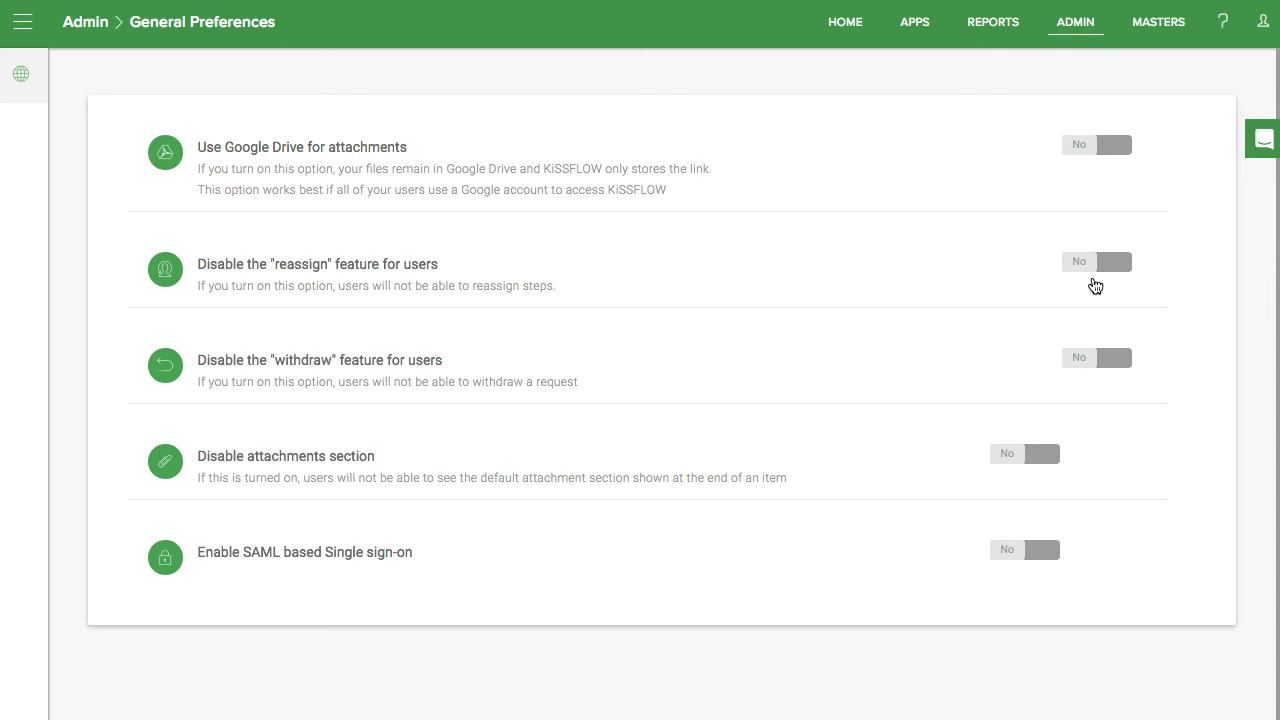 Admin > General Preferences
HOME APPS REPORTS ADMIN MASTERS ?
Use Google Drive for attachments No
If you turn on this option, your files remain in Google Drive and KiSSFLOW only stores the link.
This option works best if all of your users use a Google account to access KiSSFLOW
Disable the "reassign" feature for users No
If you turn on this option, users will not be able to reassign steps.
Disable the "withdraw" feature for users No
If you turn on this option, users will not be able to withdraw a request
Disable attachments section No
If this is turned on, users will not be able to see the default attachment section shown at the end of an item
Enable SAML based Single sign-on No